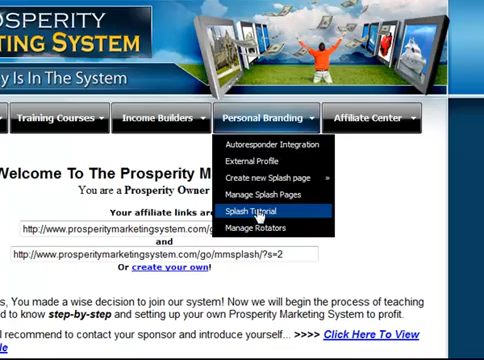 OSPERITY
TING SYSTEM
y Is In The System
Training Courses
Income Builders
Personal Branding
Affiliate Center
Autoresponder Integration
External Profile
Create new Splash page »
Manage Splash Pages
Splash Tutorial
Manage Rotators
Welcome To The Prosperity M
You are a Prosperity Owner
Your affiliate links are
http://www.prosperitymarketingsystem.com/g
and
http://www.prosperitymarketingsystem.com/go/mmsplash/?s=2
Or create your own!
s, You made a wise decision to join our system! Now we will begin the process of teaching
d to know step-by-step and setting up your own Prosperity Marketing System to profit.
I recommend to contact your sponsor and introduce yourself... >>>> Click Here To View
le